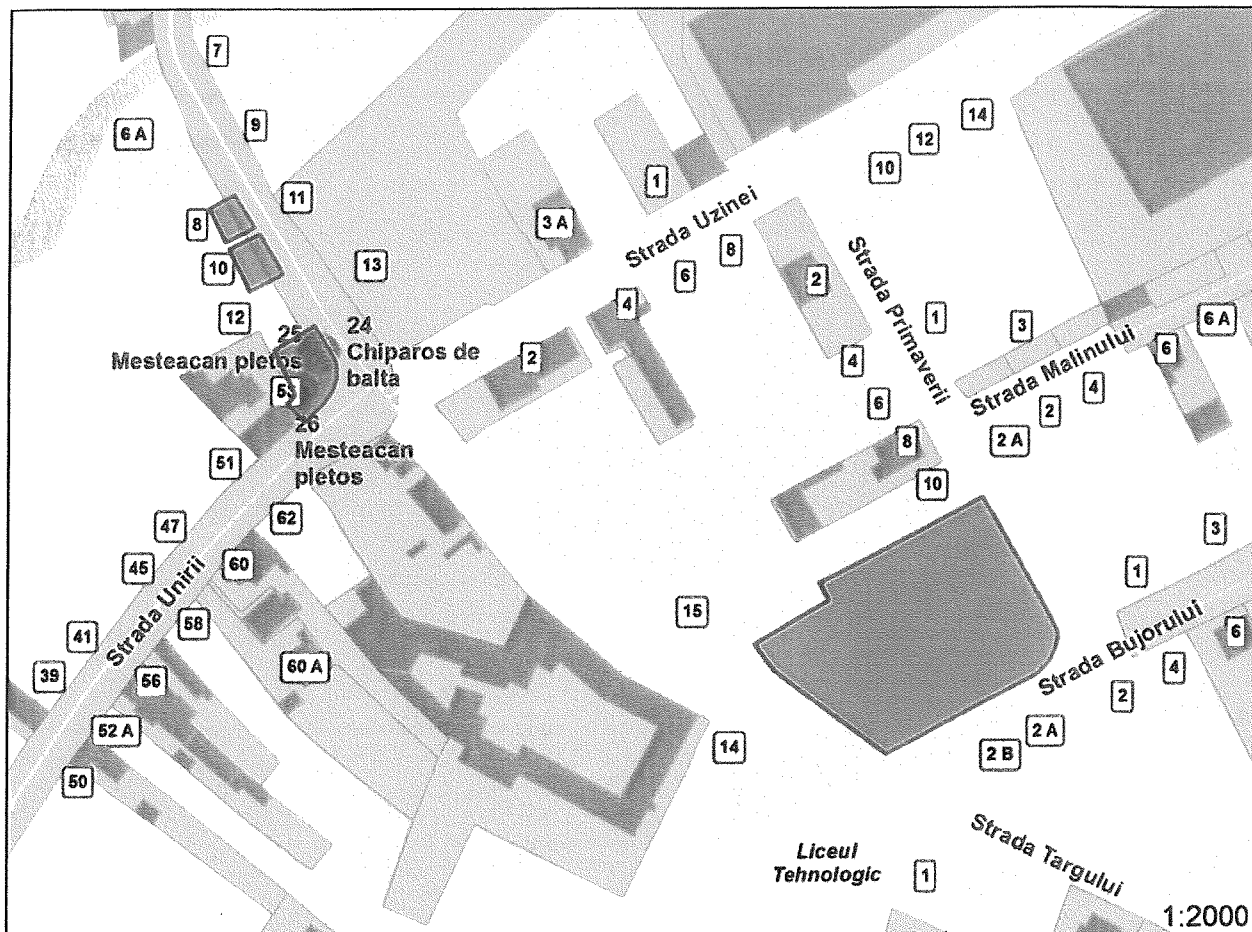 7
9
6 A
14
12
10
1
11
8
3 A
Strada Uzinei
8
13
10
6
2
Strada Primaverii
4
12
1
3
6 A
25
24
Mesteacan pletos
Chiparos de
balta
2
4
6
Strada Malinului
4
2
53
6
26
Mesteacan
pletos
8
2 A
51
10
62
47
3
45
60
1
15
Strada Unirii
58
41
6
Strada Bujorului
39
60 A
4
56
2
52 A
2 A
14
2 B
50
Strada Targului
Liceul
Tehnologic
1
1:2000